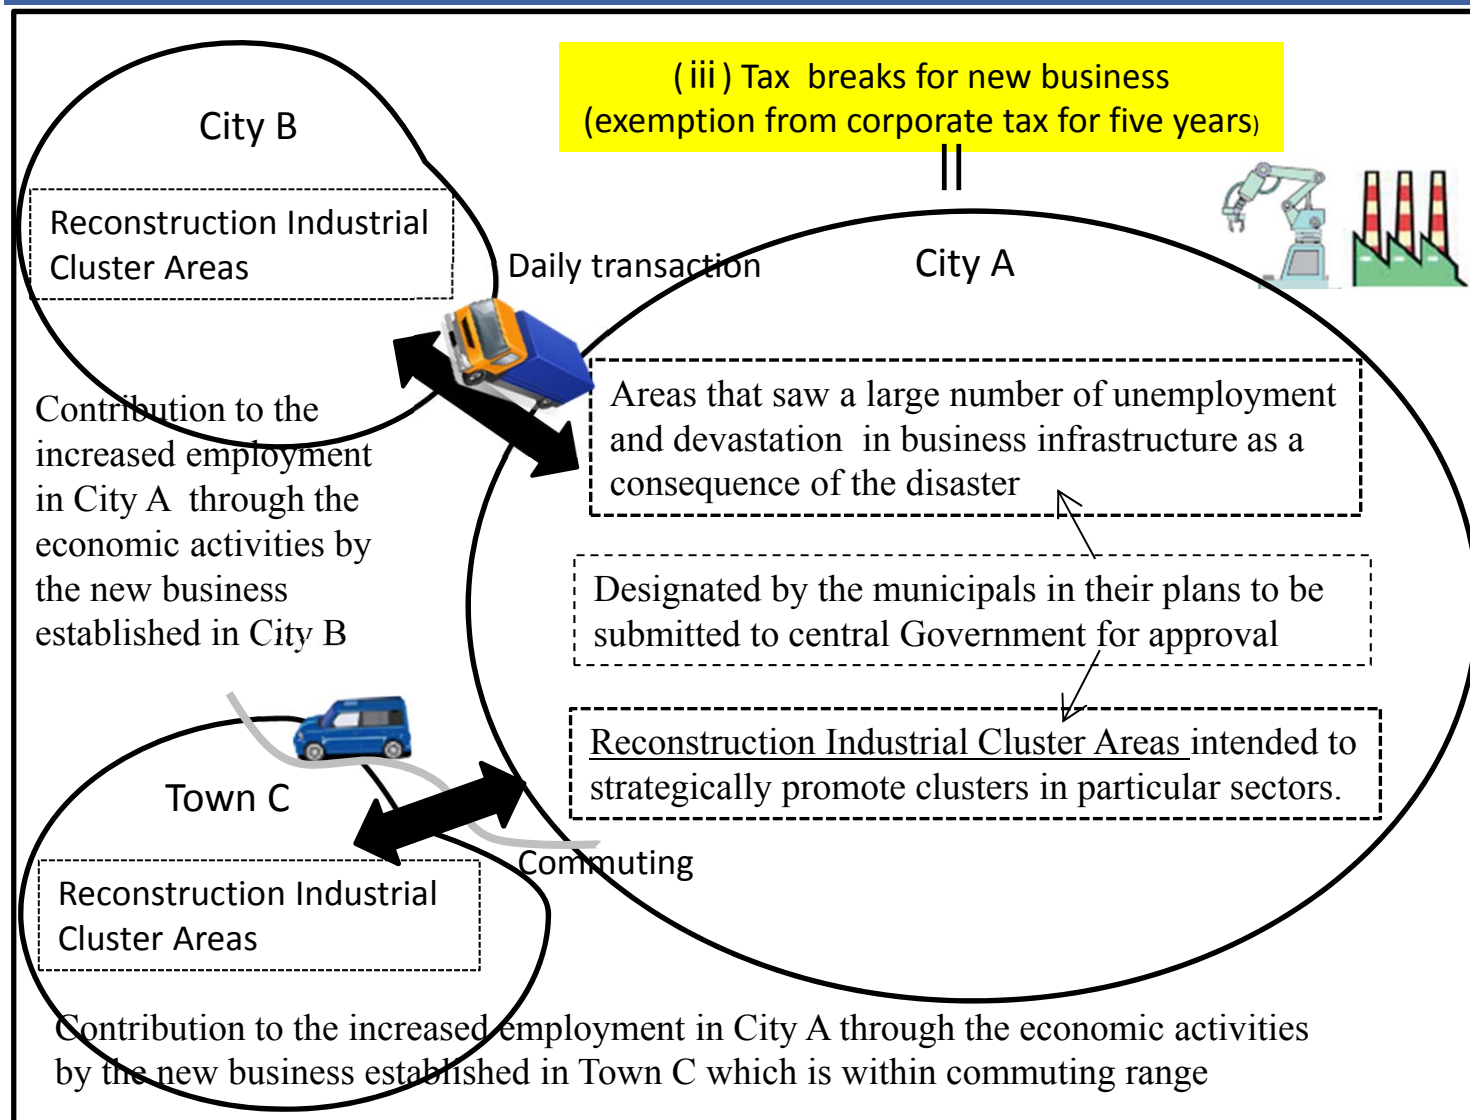 (iii) Tax breaks for new business
(exemption from corporate tax for five years)
City B
Reconstruction Industrial
Cluster Areas
Daily transaction
City A
Areas that saw a large number of unemployment
and devastation in business infrastructure as a
consequence of the disaster
Contribution to the
increased employment
in City A through the
economic activities by
the new business
established in City B
Designated by the municipals in their plans to be
submitted to central Government for approval
Reconstruction Industrial Cluster Areas intended to
strategically promote clusters in particular sectors.
Town C
Commuting
Reconstruction Industrial
Cluster Areas
Contribution to the increased employment in City A through the economic activities
by the new business established in Town C which is within commuting range